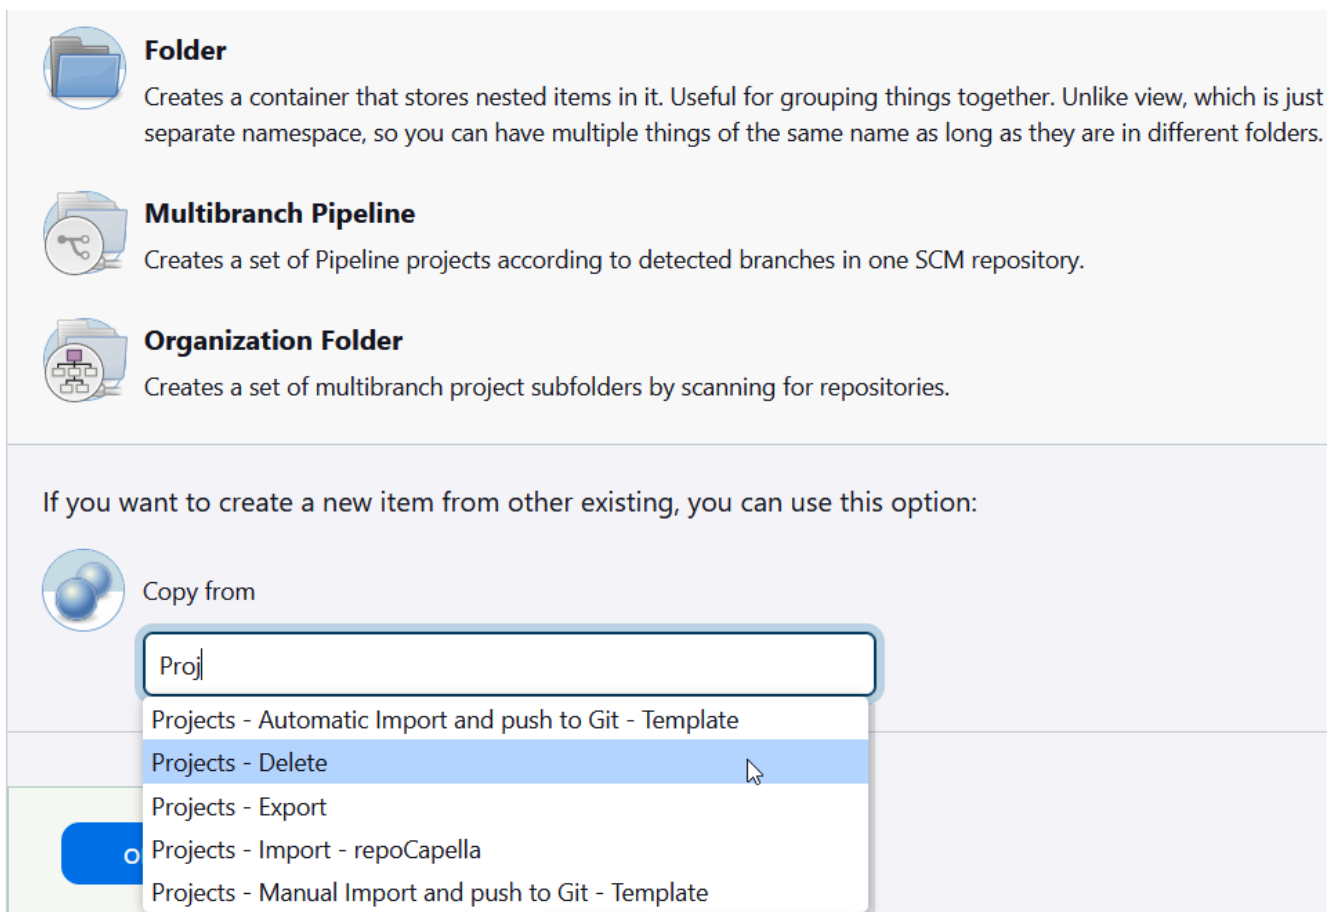 Folder
Creates a container that stores nested items in it. Useful for grouping things together. Unlike view, which is just
separate namespace, so you can have multiple things of the same name as long as they are in different folders.
Multibranch Pipeline
Creates a set of Pipeline projects according to detected branches in one SCM repository.
Organization Folder
Creates a set of multibranch project subfolders by scanning for repositories.
If you want to create a new item from other existing, you can use this option:
Copy from
Proj
Projects - Automatic Import and push to Git - Template
Projects - Delete
Projects - Export
Projects - Import - repoCapella
Projects - Manual Import and push to Git - Template